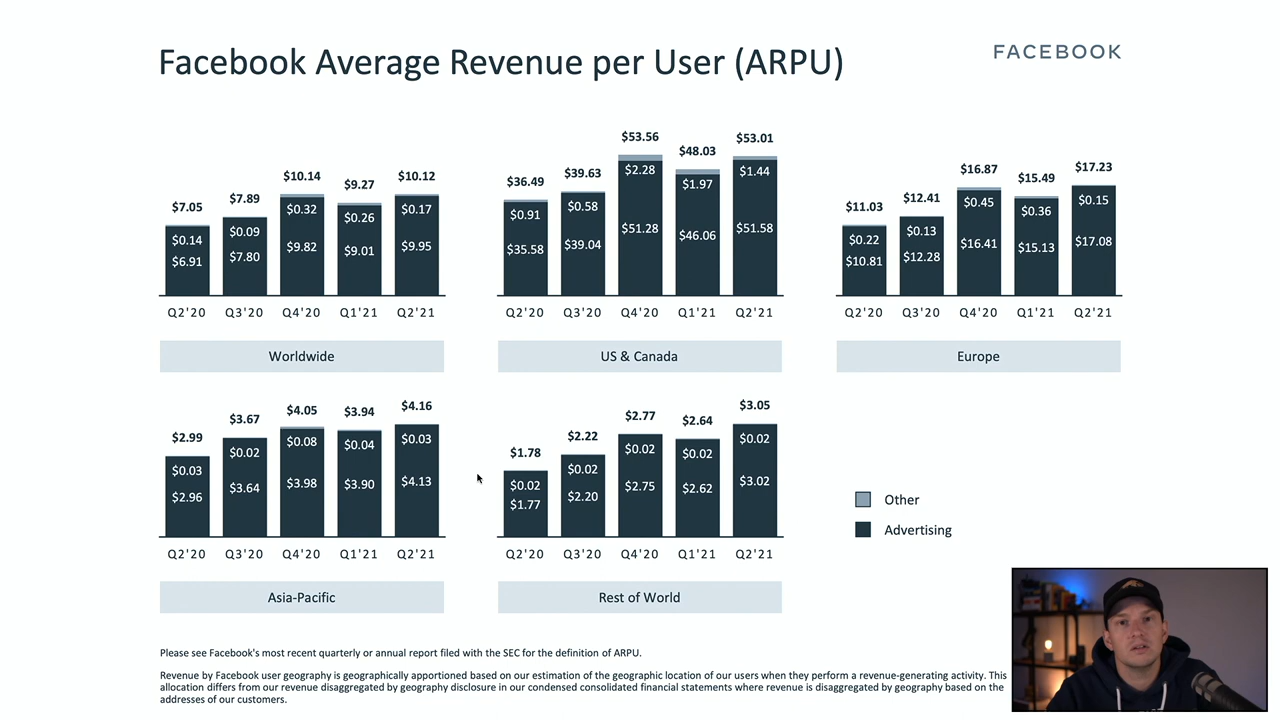 Facebook Average Revenue per User (ARPU)
FACEBOOK
$7.05 $7.89 $10.14 $9.27 $10.12
$0.14 $0.09 $0.32 $0.26 $0.17
$6.91 $7.80 $9.82 $9.01 $9.95
Q2'20 Q3'20 Q4'20 Q1'21 Q2'21
Worldwide
$36.49 $39.63 $53.56 $48.03 $53.01
$0.91 $0.58 $2.28 $1.97 $1.44
$35.58 $39.04 $51.28 $46.06 $51.58
Q2'20 Q3'20 Q4'20 Q1'21 Q2'21
US & Canada
$11.03 $12.41 $16.87 $15.49 $17.23
$0.22 $0.13 $0.45 $0.36 $0.15
$10.81 $12.28 $16.41 $15.13 $17.08
Q2'20 Q3'20 Q4'20 Q1'21 Q2'21
Europe
$2.99 $3.67 $4.05 $3.94 $4.16
$0.03 $0.02 $0.08 $0.04 $0.03
$2.96 $3.64 $3.98 $3.90 $4.13
Q2'20 Q3'20 Q4'20 Q1'21 Q2'21
Asia-Pacific
$1.78 $2.22 $2.77 $2.64 $3.05
$0.02 $0.02 $0.02 $0.02 $0.02
$1.77 $2.20 $2.75 $2.62 $3.02
Q2'20 Q3'20 Q4'20 Q1'21 Q2'21
Rest of World
Other
Advertising
Please see Facebook's most recent quarterly or annual report filed with the SEC for the definition of ARPU.
Revenue by Facebook user geography is geographically apportioned based on our estimation of the geographic location of our users when they perform a revenue-generating activity. This
allocation differs from our revenue disaggregated by geography disclosure in our condensed consolidated financial statements where revenue is disaggregated by geography based on the
addresses of our customers.